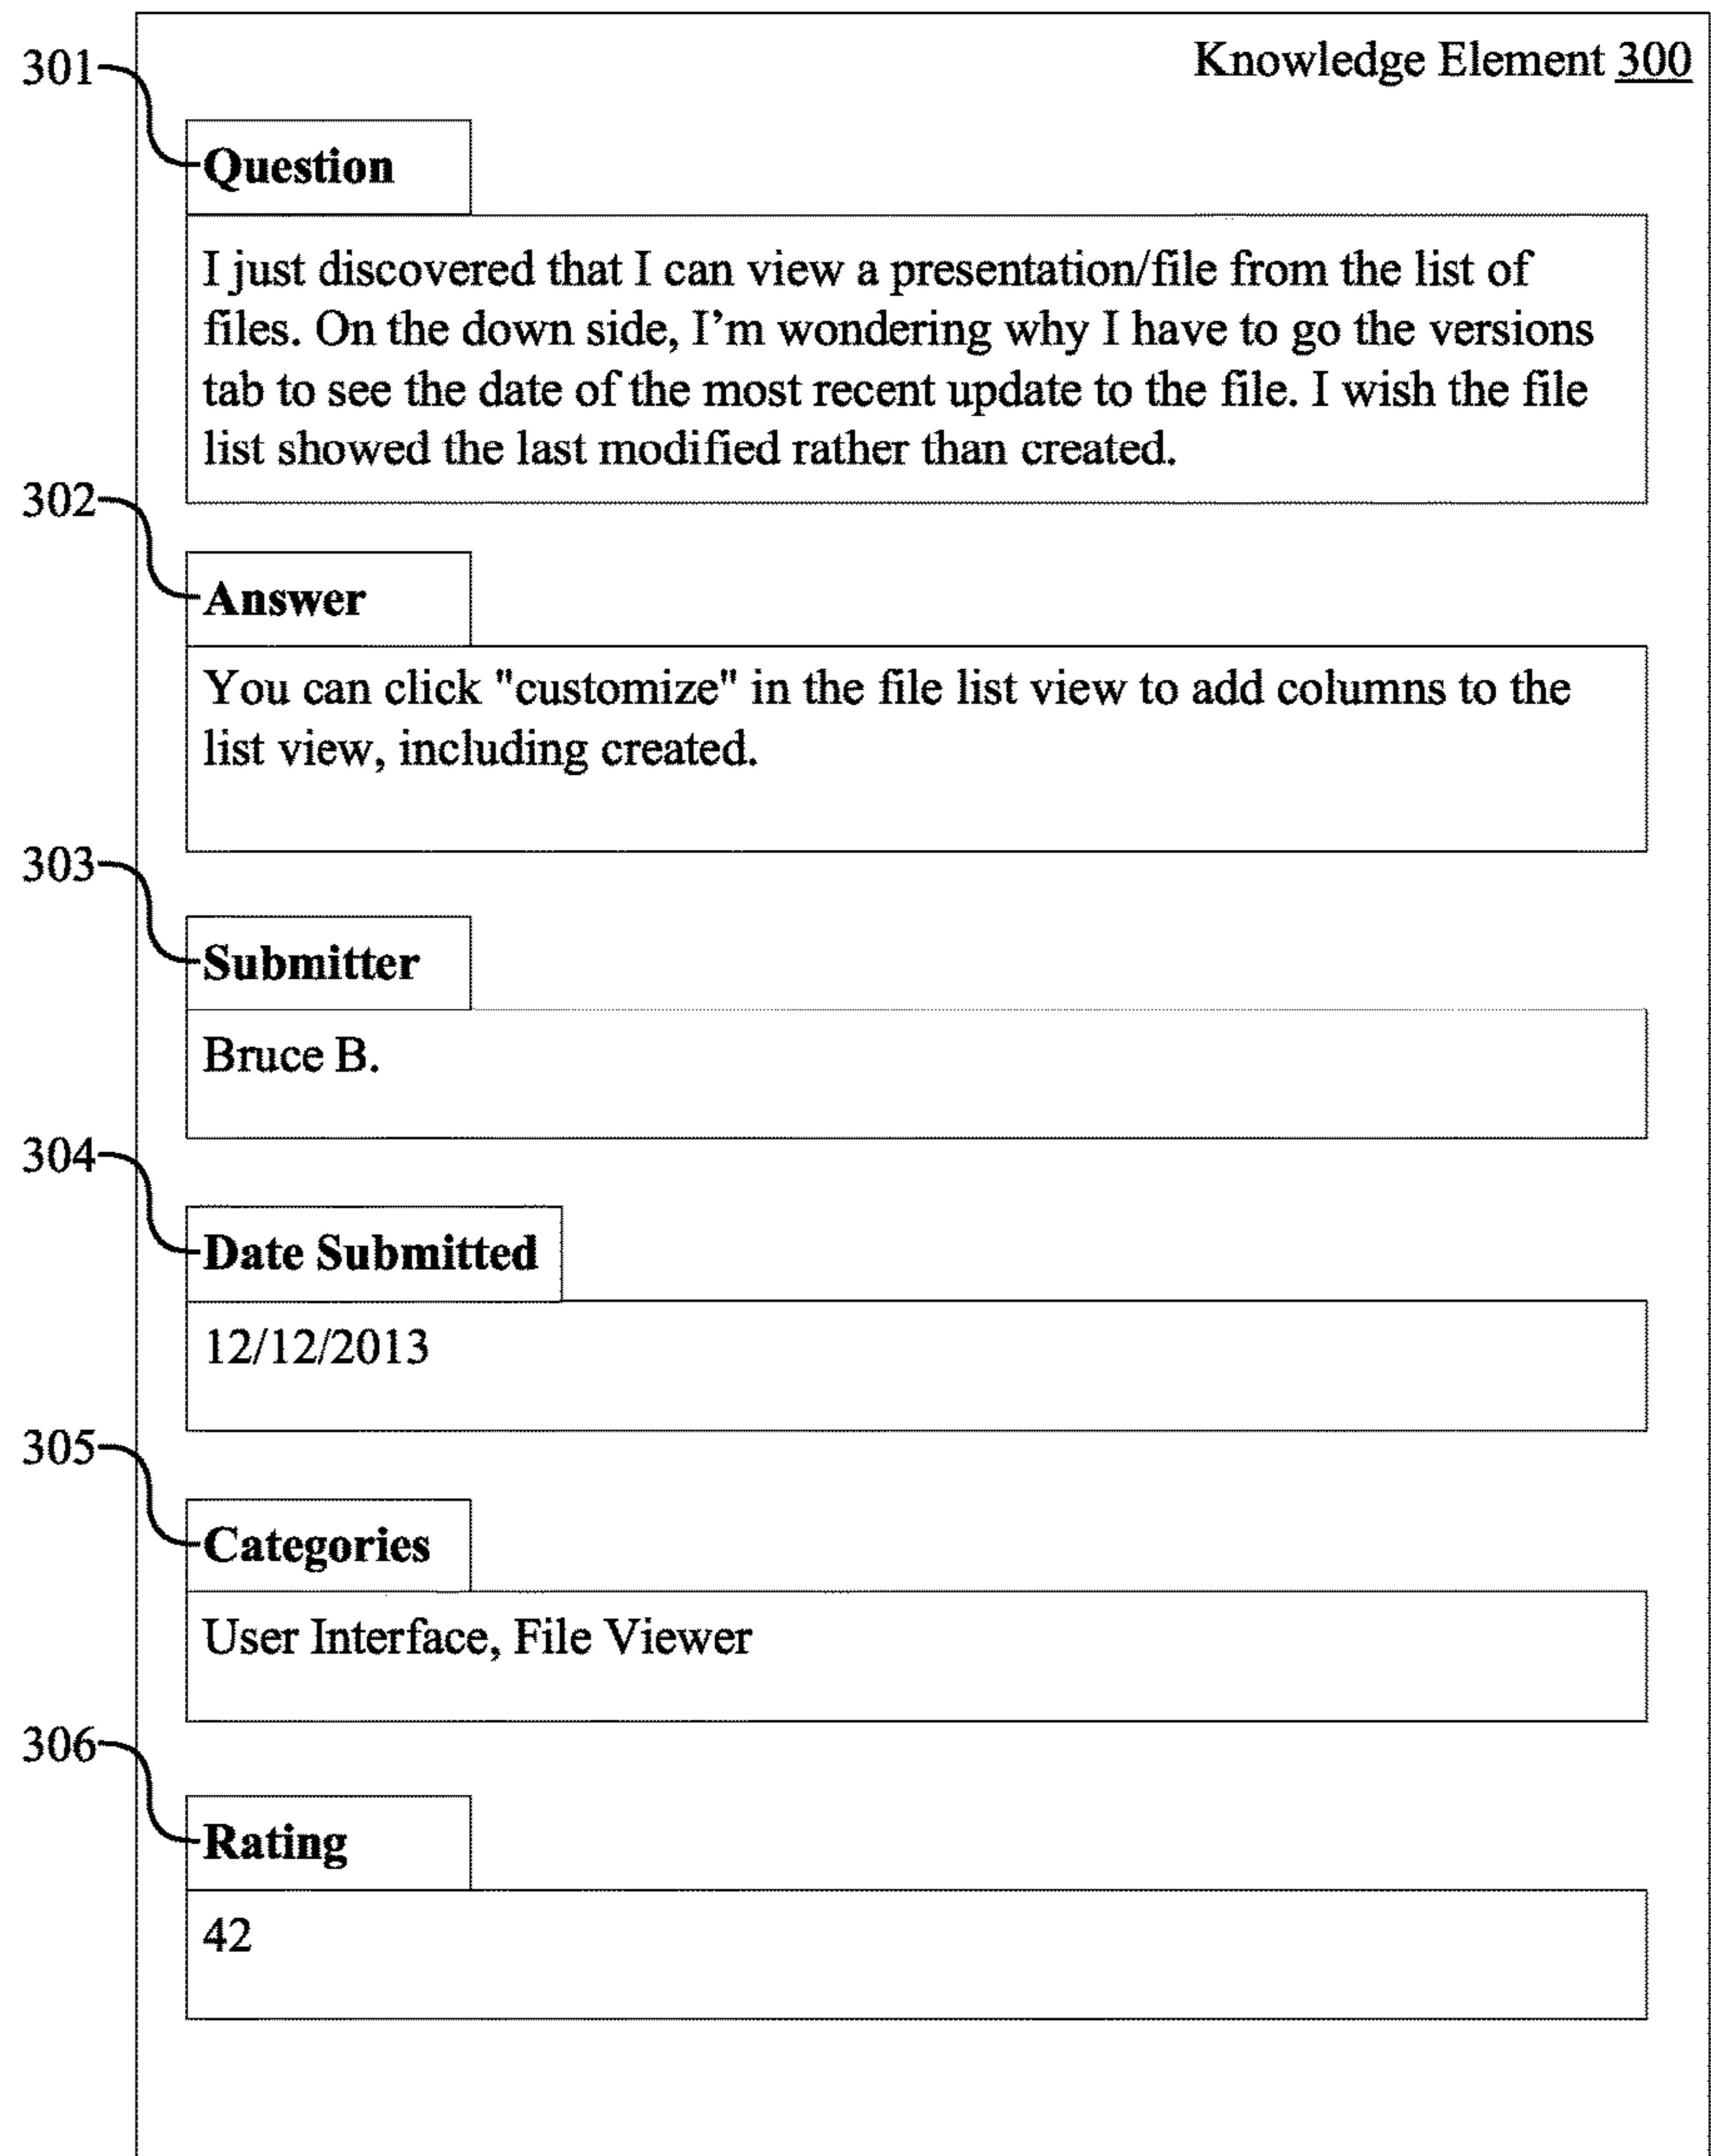 Knowledge Element 300
301
Question
I just discovered that I can view a presentation/file from the list of
files. On the down side, I’m wondering why I have to go the versions
tab to see the date of the most recent update to the file. I wish the file
list showed the last modified rather than created.
302
Answer
You can click "customize" in the file list view to add columns to the
list view, including created.
303
Submitter
Bruce B.
304
Date Submitted
12/12/2013
305
Categories
User Interface, File Viewer
306
Rating
42